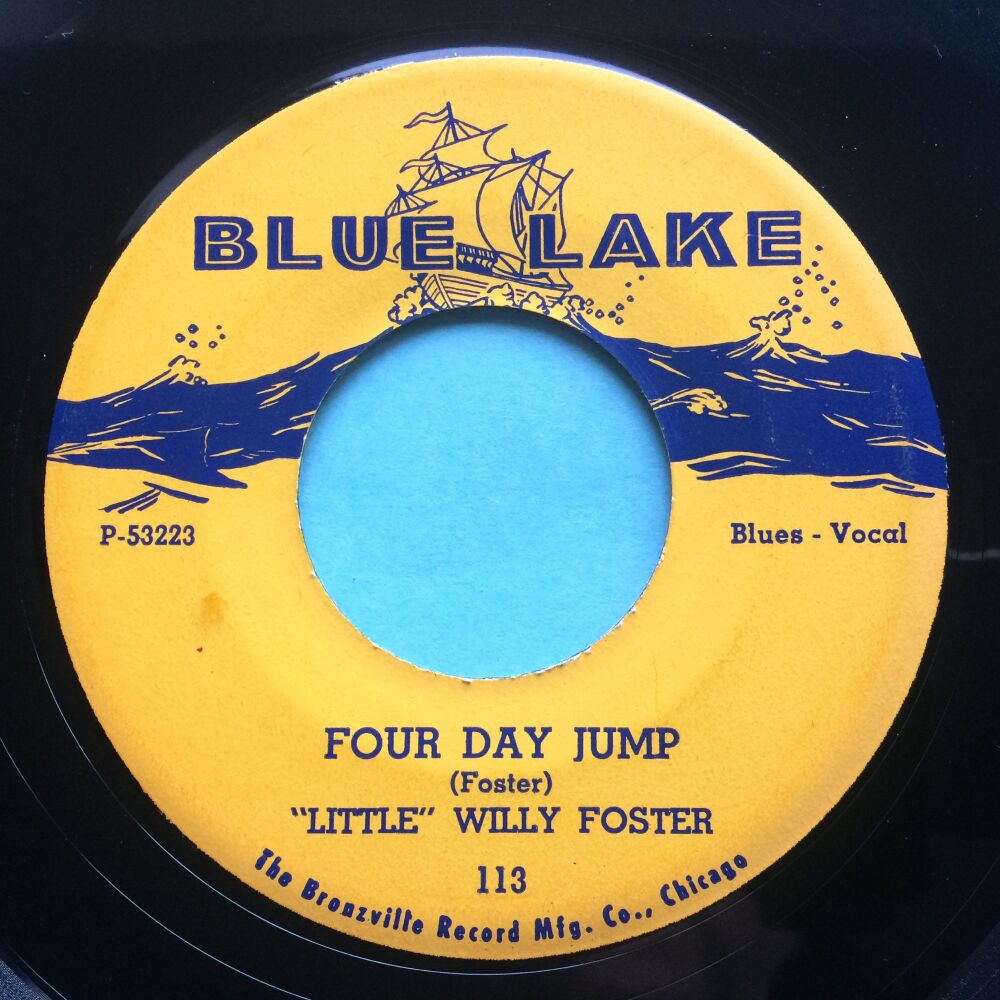 BLUE LAKE
P-53223
Blues - Vocal
FOUR DAY JUMP
(Foster)
"LITTLE" WILLY FOSTER
113
The Bronzville Record Mfg. Co., Chicago